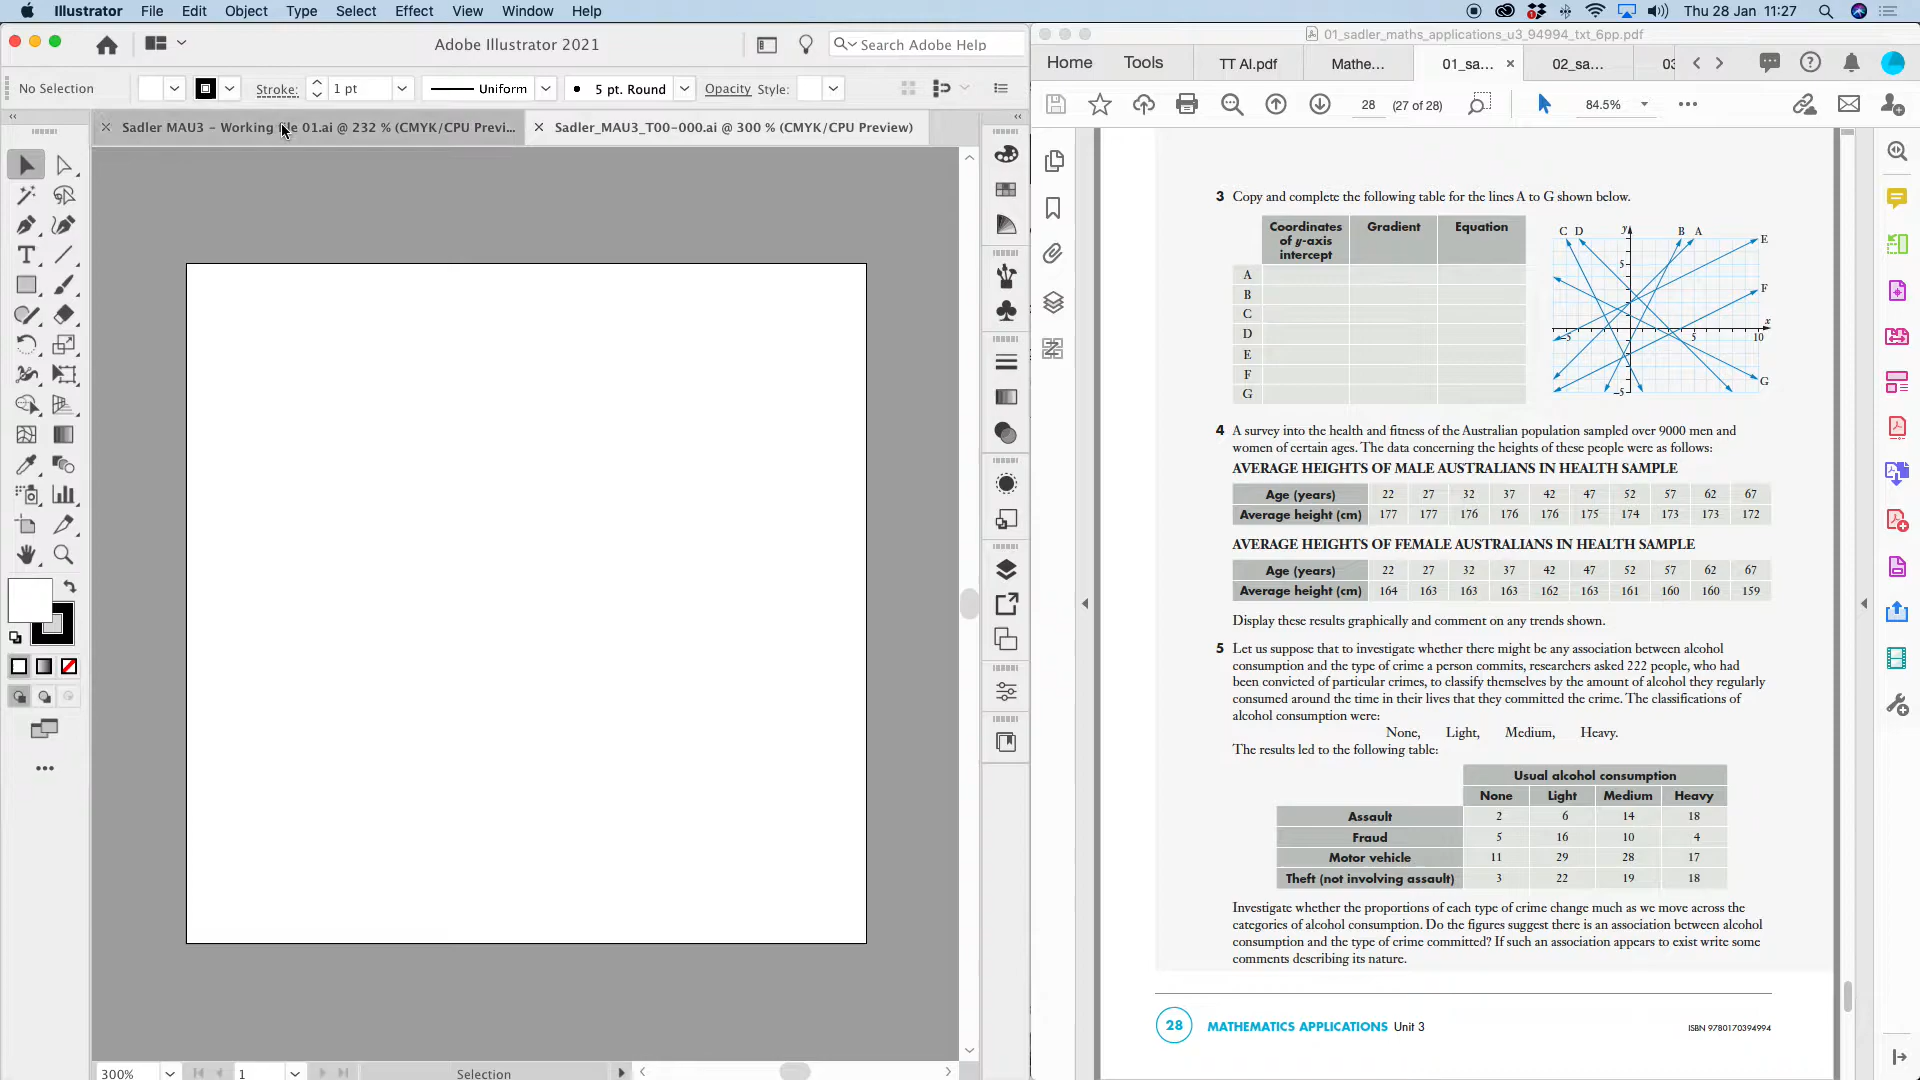 Illustrator File Edit Object Type Select Effect View Window Help
Thu 28 Jan 11:27
Adobe Illustrator 2021
Search Adobe Help
No Selection
Stroke:
1 pt
Uniform
5 pt. Round
Opacity
Style:
Sadler MAU3 - Working
le 01.ai @ 232 % (CMYK/CPU Previ...
Sadler_MAU3_T00-000.ai @ 300 % (CMYK/CPU Preview)
300%
1
Selection
01_sadler_maths_applications_u3_94994_txt_6pp.pdf
Home Tools TT AI.pdf Mathe... 01_sa... 02_sa... 03
28 (27 of 28)
84.5%
3 Copy and complete the following table for the lines A to G shown below.
Coordinates of y-axis intercept Gradient Equation
A
B
C
D
E
F
G
C D y B A
E
5
F
x
-5 5 10
G
-5
4 A survey into the health and fitness of the Australian population sampled over 9000 men and
women of certain ages. The data concerning the heights of these people were as follows:
AVERAGE HEIGHTS OF MALE AUSTRALIANS IN HEALTH SAMPLE
Age (years) 22 27 32 37 42 47 52 57 62 67
Average height (cm) 177 177 176 176 176 175 174 173 173 172
AVERAGE HEIGHTS OF FEMALE AUSTRALIANS IN HEALTH SAMPLE
Age (years) 22 27 32 37 42 47 52 57 62 67
Average height (cm) 164 163 163 163 162 163 161 160 160 159
Display these results graphically and comment on any trends shown.
5 Let us suppose that to investigate whether there might be any association between alcohol
consumption and the type of crime a person commits, researchers asked 222 people, who had
been convicted of particular crimes, to classify themselves by the amount of alcohol they regularly
consumed around the time in their lives that they committed the crime. The classifications of
alcohol consumption were:
None, Light, Medium, Heavy.
The results led to the following table:
Usual alcohol consumption
None Light Medium Heavy
Assault 2 6 14 18
Fraud 5 16 10 4
Motor vehicle 11 29 28 17
Theft (not involving assault) 3 22 19 18
Investigate whether the proportions of each type of crime change much as we move across the
categories of alcohol consumption. Do the figures suggest there is an association between alcohol
consumption and the type of crime committed? If such an association appears to exist write some
comments describing its nature.
28 MATHEMATICS APPLICATIONS Unit 3
ISBN 9780170394994